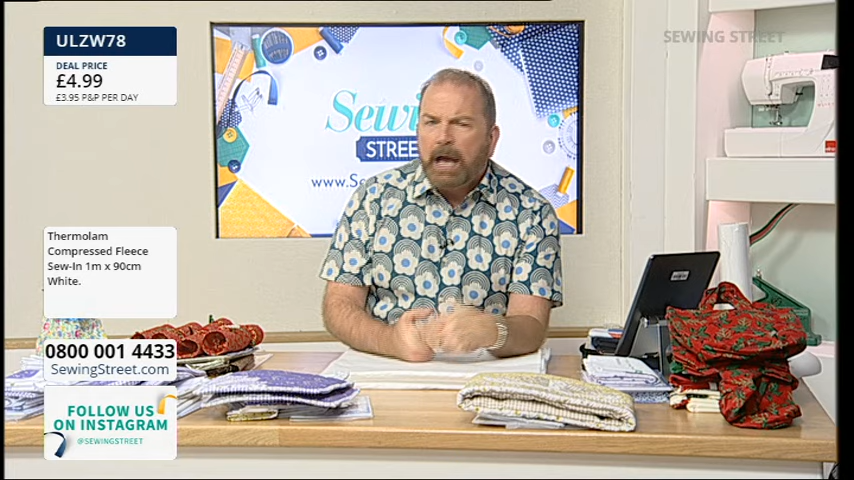 ULZW78
DEAL PRICE
£4.99
£3.95 P&P PER DAY
SEWING STREET
Sewi
STREE
www.Se
Thermolam
Compressed Fleece
Sew-In 1m x 90cm
White.
0800 001 4433
SewingStreet.com
FOLLOW US
ON INSTAGRAM
@SEWINGSTREET